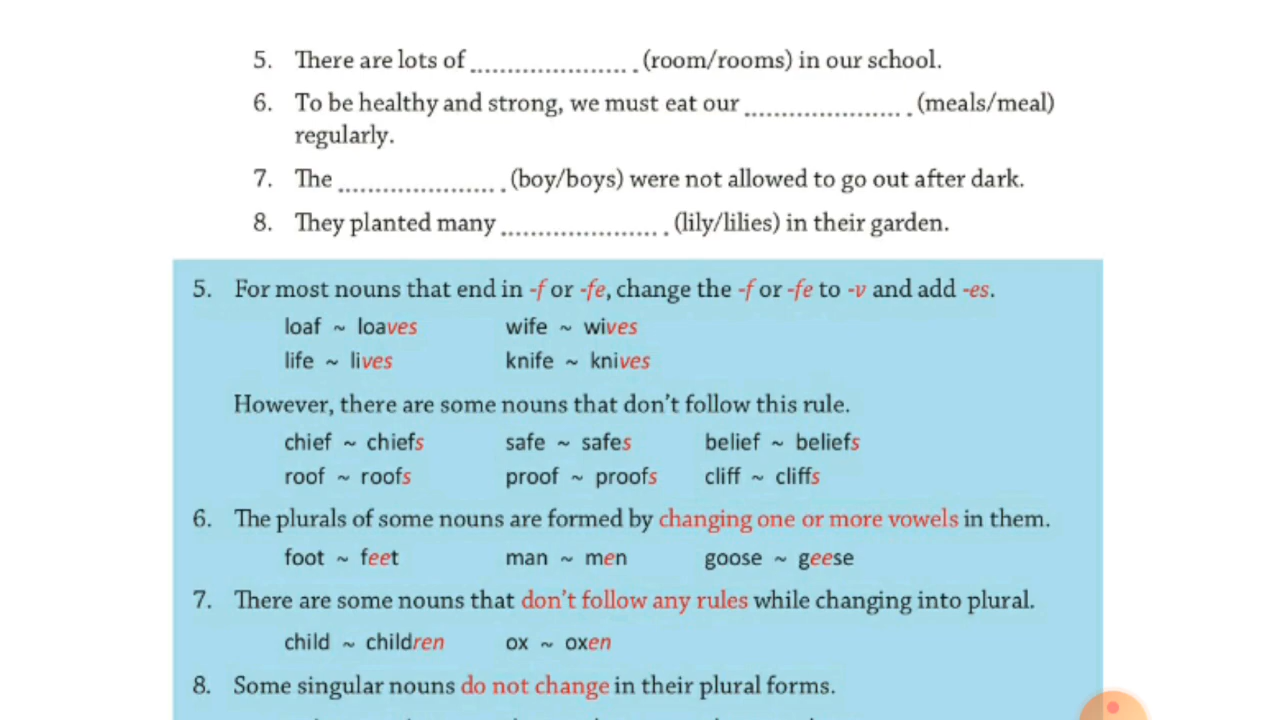 5. There are lots of .................... . (room/rooms) in our school.
6. To be healthy and strong, we must eat our .................... . (meals/meal)
regularly.
7. The .................... . (boy/boys) were not allowed to go out after dark.
8. They planted many .................... . (lily/lilies) in their garden.
5. For most nouns that end in -f or -fe, change the -f or -fe to -v and add -es.
loaf ~ loaves wife ~ wives
life ~ lives knife ~ knives
However, there are some nouns that don't follow this rule.
chief ~ chiefs safe ~ safes belief ~ beliefs
roof ~ roofs proof ~ proofs cliff ~ cliffs
6. The plurals of some nouns are formed by changing one or more vowels in them.
foot ~ feet man ~ men goose ~ geese
7. There are some nouns that don't follow any rules while changing into plural.
child ~ children ox ~ oxen
8. Some singular nouns do not change in their plural forms.